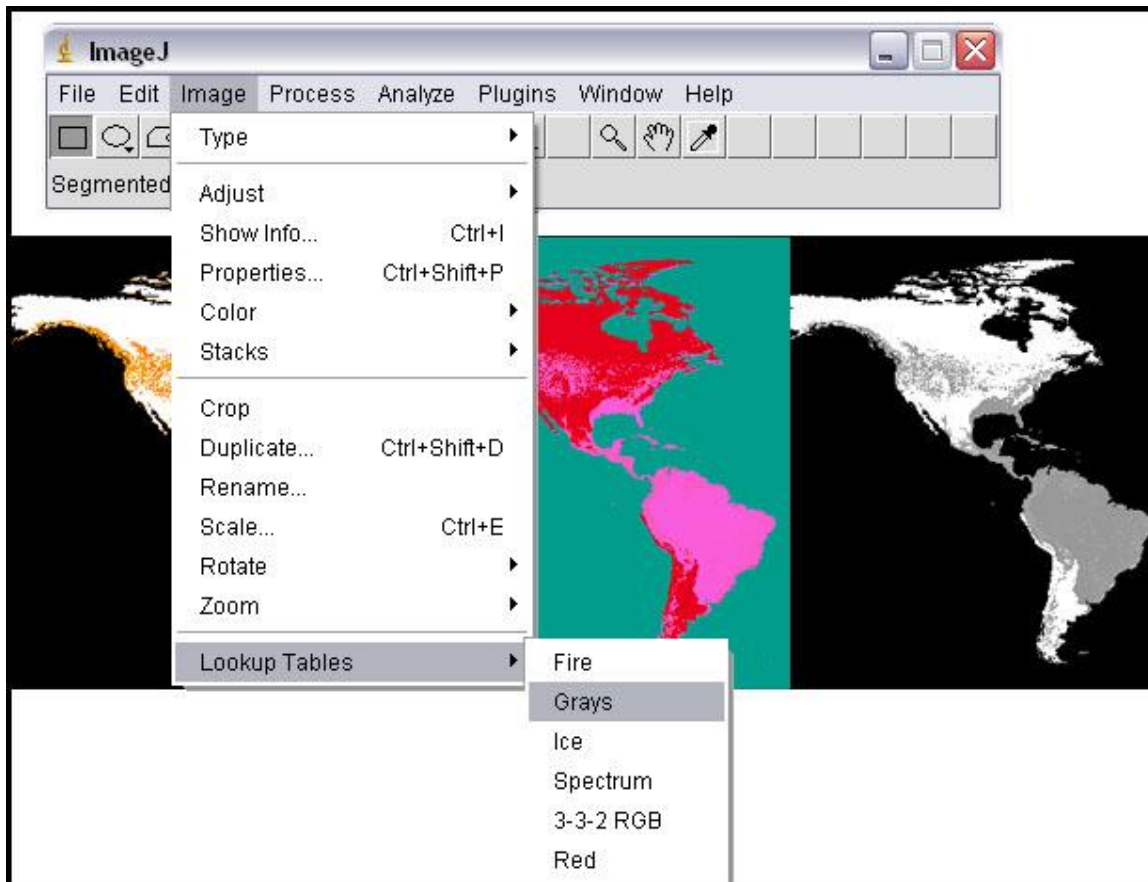 ImageJ
File Edit Image Process Analyze Plugins Window Help
Segmented
Type
Adjust
Show Info... Ctrl+I
Properties... Ctrl+Shift+P
Color
Stacks
Crop
Duplicate... Ctrl+Shift+D
Rename...
Scale... Ctrl+E
Rotate
Zoom
Lookup Tables
Fire
Grays
Ice
Spectrum
3-3-2 RGB
Red